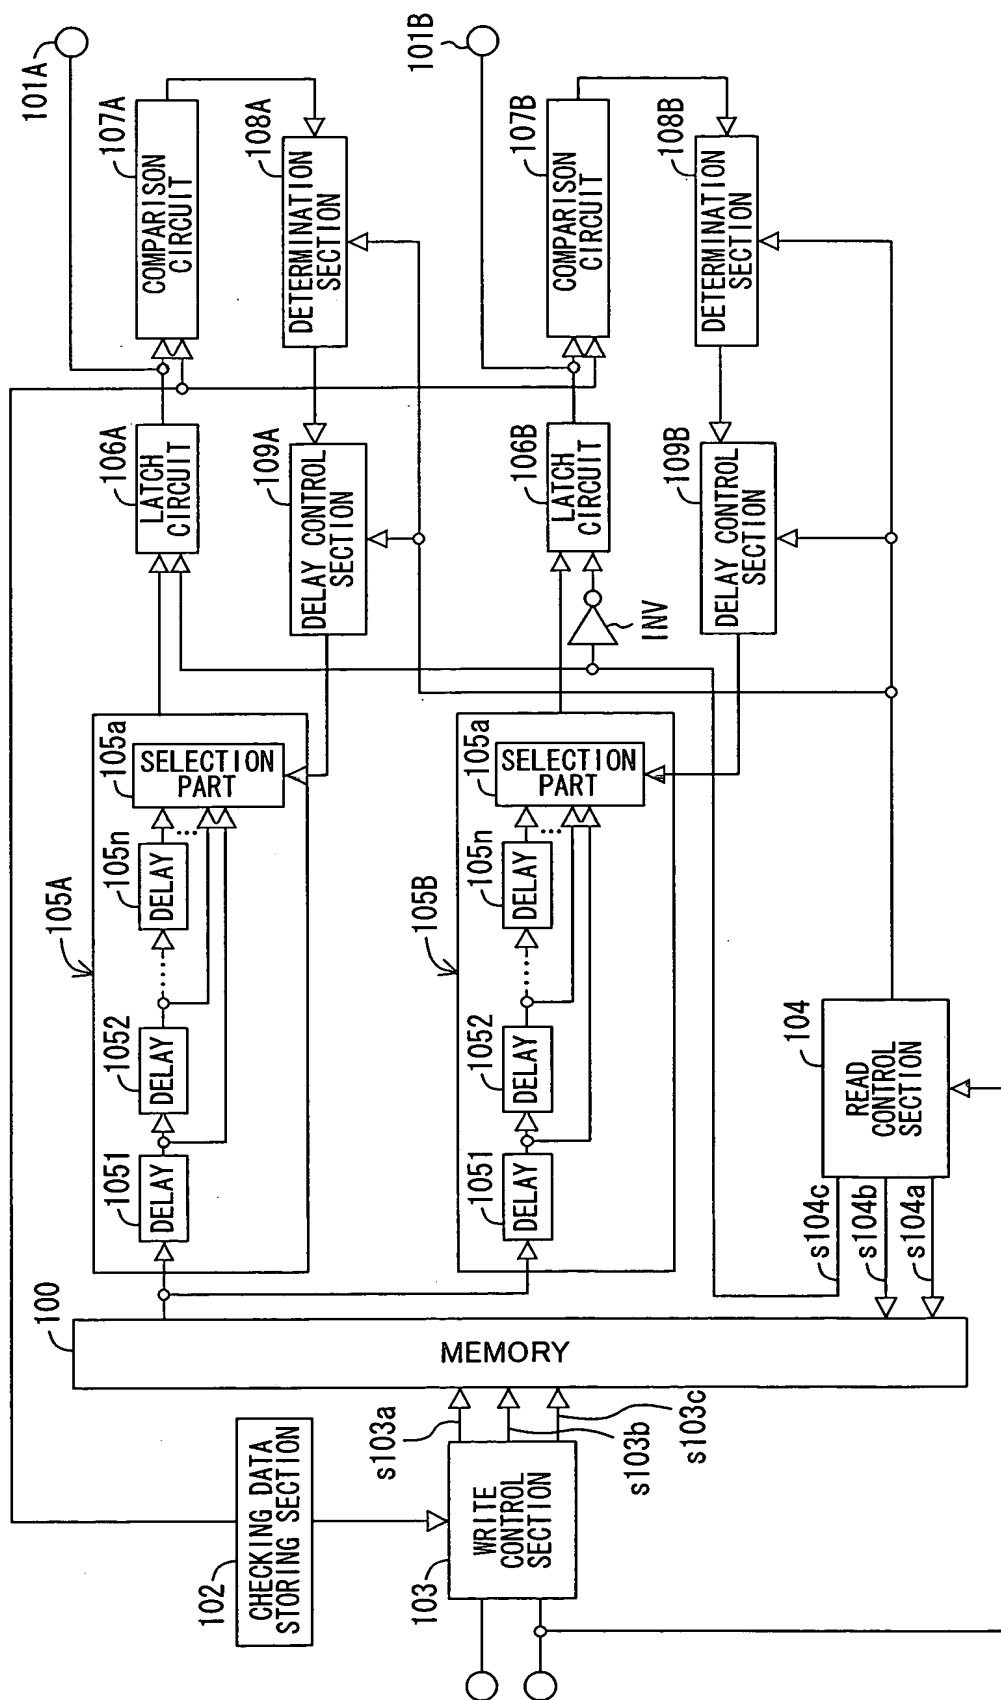 101A
107A
COMPARISON
CIRCUIT
108A
DETERMINATION
SECTION
106A
LATCH
CIRCUIT
109A
DELAY CONTROL
SECTION
105A
105a
SELECTION
PART
1051
DELAY
1052
DELAY
105n
DELAY
101B
107B
COMPARISON
CIRCUIT
108B
DETERMINATION
SECTION
106B
LATCH
CIRCUIT
INV
109B
DELAY CONTROL
SECTION
105B
105a
SELECTION
PART
1051
DELAY
1052
DELAY
105n
DELAY
100
MEMORY
104
READ
CONTROL
SECTION
s104c
s104b
s104a
102
CHECKING DATA
STORING SECTION
103
WRITE
CONTROL
SECTION
s103a
s103b
s103c